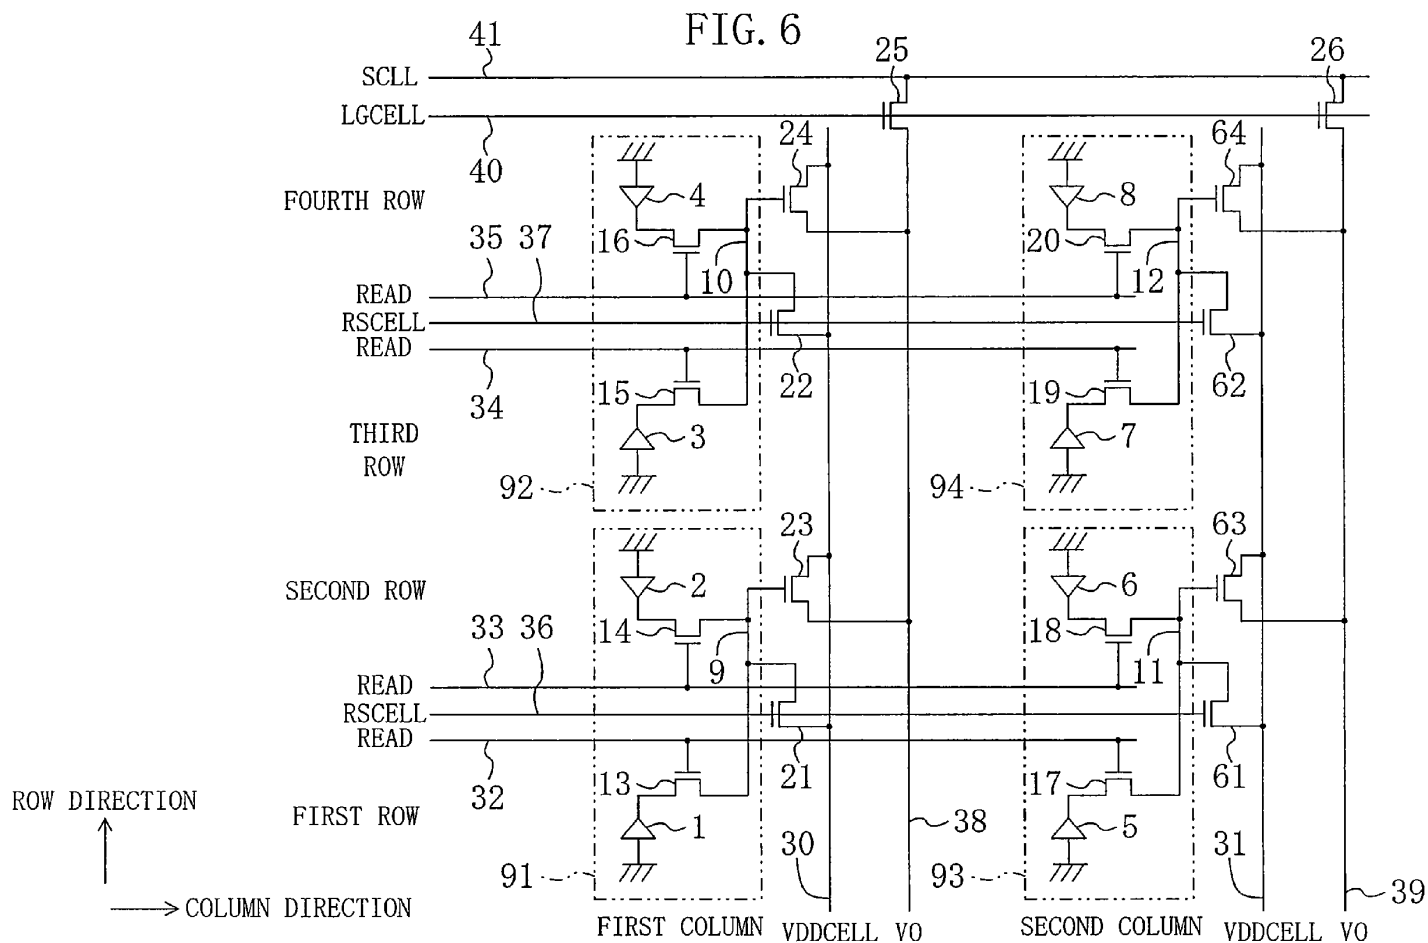 FIG. 6
41
25
26
SCLL
LGCELL
40
24
64
4
8
FOURTH ROW
35
37
16
10
20
12
READ
RSCELL
READ
34
15
22
19
62
3
7
THIRD
ROW
92
94
23
63
2
6
SECOND ROW
33
36
14
9
18
11
READ
RSCELL
READ
32
13
21
17
61
ROW DIRECTION
FIRST ROW
1
38
5
91
30
93
31
39
COLUMN DIRECTION
FIRST COLUMN
VDDCELL
VO
SECOND COLUMN
VDDCELL
VO